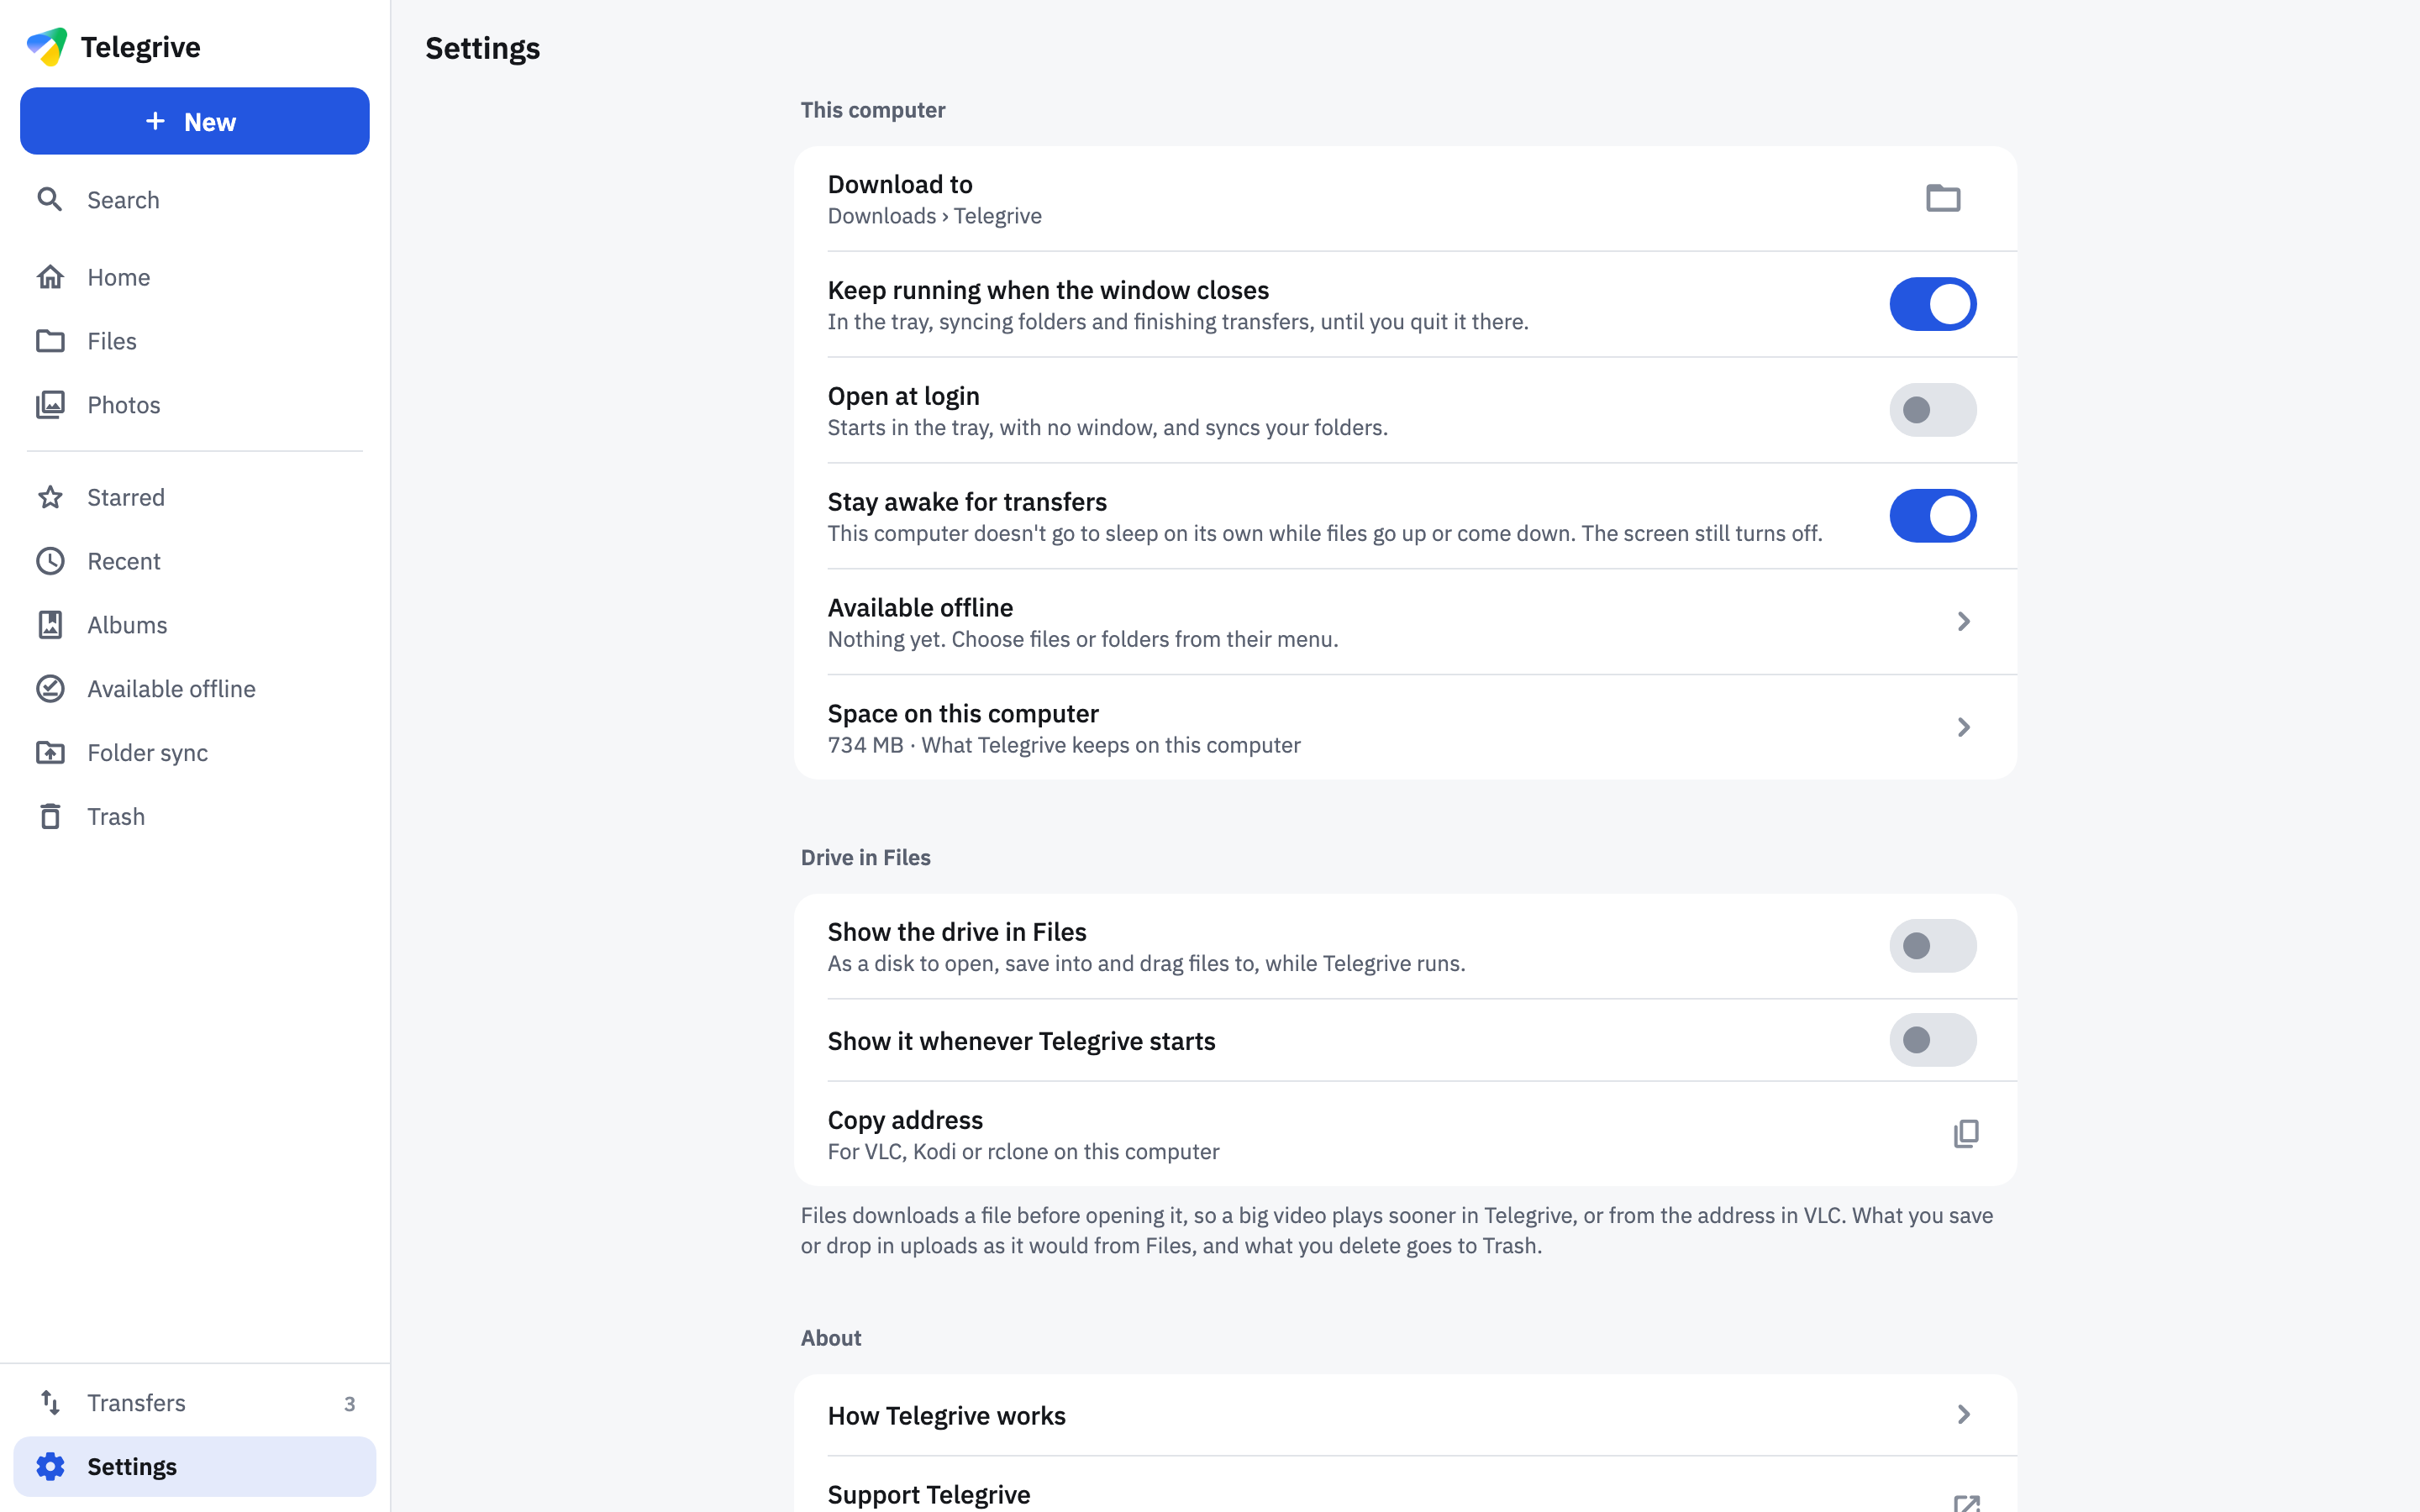 Telegrive
New
Search
Home
Files
Photos
Starred
Recent
Albums
Available offline
Folder sync
Trash
Transfers 3
Settings
Settings
This computer
Download to
Downloads › Telegrive
Keep running when the window closes
In the tray, syncing folders and finishing transfers, until you quit it there.
Open at login
Starts in the tray, with no window, and syncs your folders.
Stay awake for transfers
This computer doesn't go to sleep on its own while files go up or come down. The screen still turns off.
Available offline
Nothing yet. Choose files or folders from their menu.
Space on this computer
734 MB · What Telegrive keeps on this computer
Drive in Files
Show the drive in Files
As a disk to open, save into and drag files to, while Telegrive runs.
Show it whenever Telegrive starts
Copy address
For VLC, Kodi or rclone on this computer
Files downloads a file before opening it, so a big video plays sooner in Telegrive, or from the address in VLC. What you save
or drop in uploads as it would from Files, and what you delete goes to Trash.
About
How Telegrive works
Support Telegrive